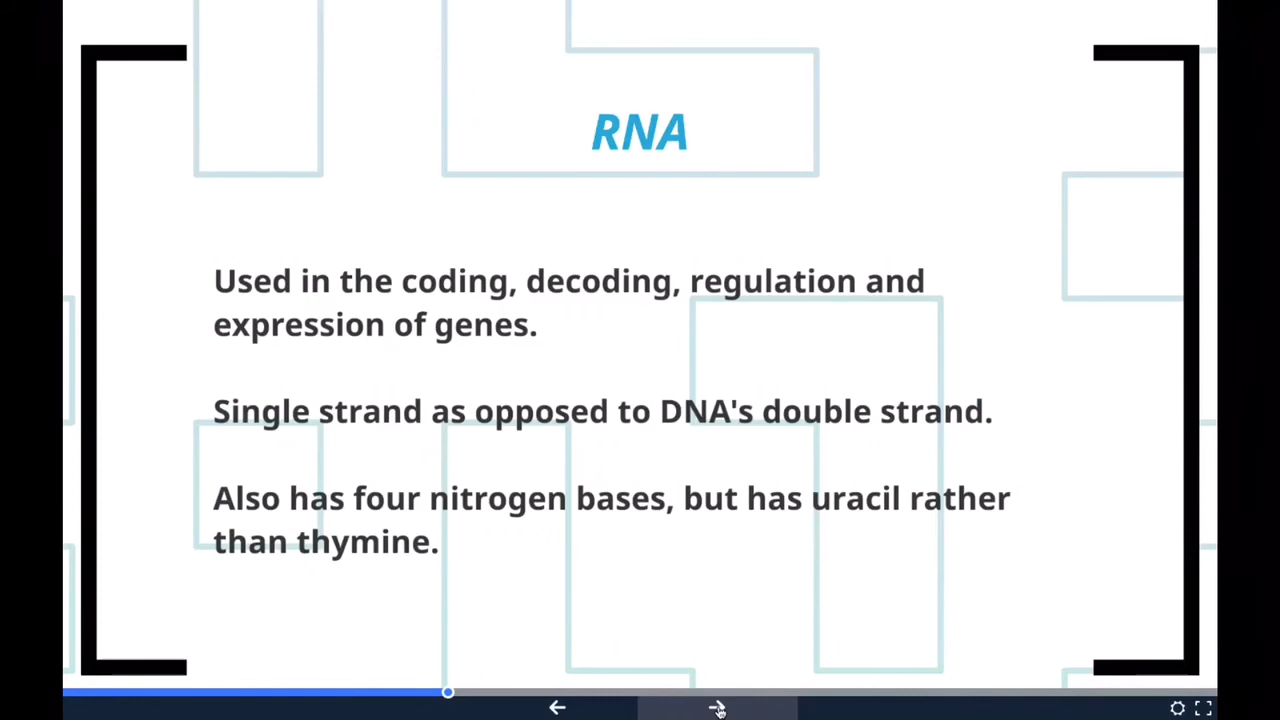 RNA
Used in the coding, decoding, regulation and
expression of genes.
Single strand as opposed to DNA's double strand.
Also has four nitrogen bases, but has uracil rather
than thymine.